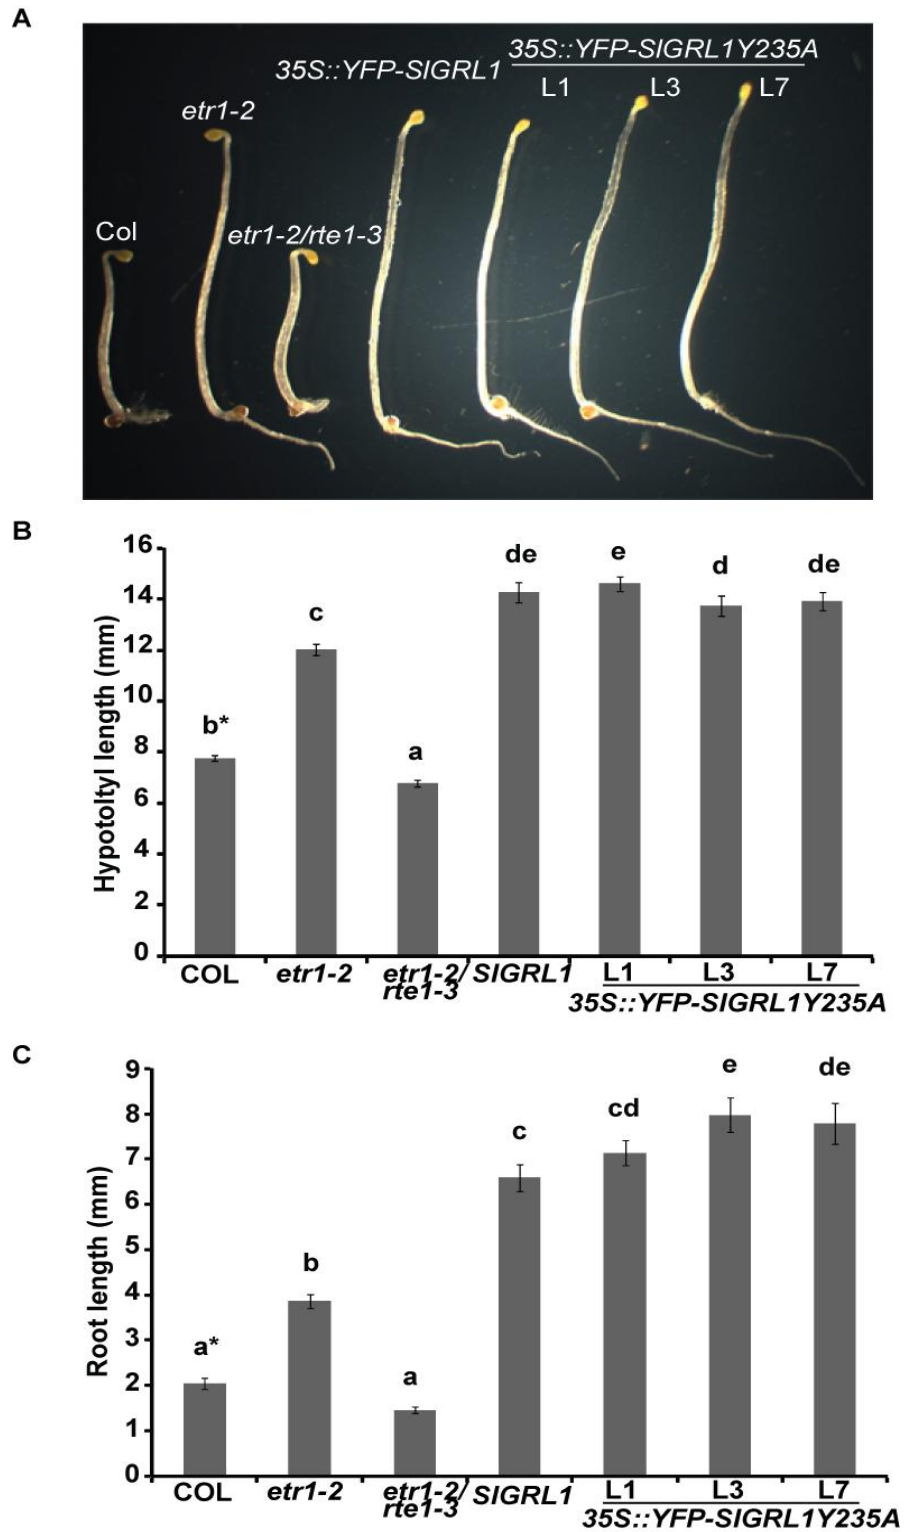 A
35S::YFP-SlGRL1Y235A
35S::YFP-SlGRL1
L1 L3 L7
etr1-2
Col
etr1-2/rte1-3
B
Hypotoltyl length (mm)
16
14
12
10
8
6
4
2
0
b*
c
a
de
e
d
de
COL etr1-2 etr1-2/ SlGRL1 L1 L3 L7
rte1-3
35S::YFP-SlGRL1Y235A
C
Root length (mm)
9
8
7
6
5
4
3
2
1
0
a*
b
a
c
cd
e
de
COL etr1-2 etr1-2/ SlGRL1 L1 L3 L7
rte1-3
35S::YFP-SlGRL1Y235A